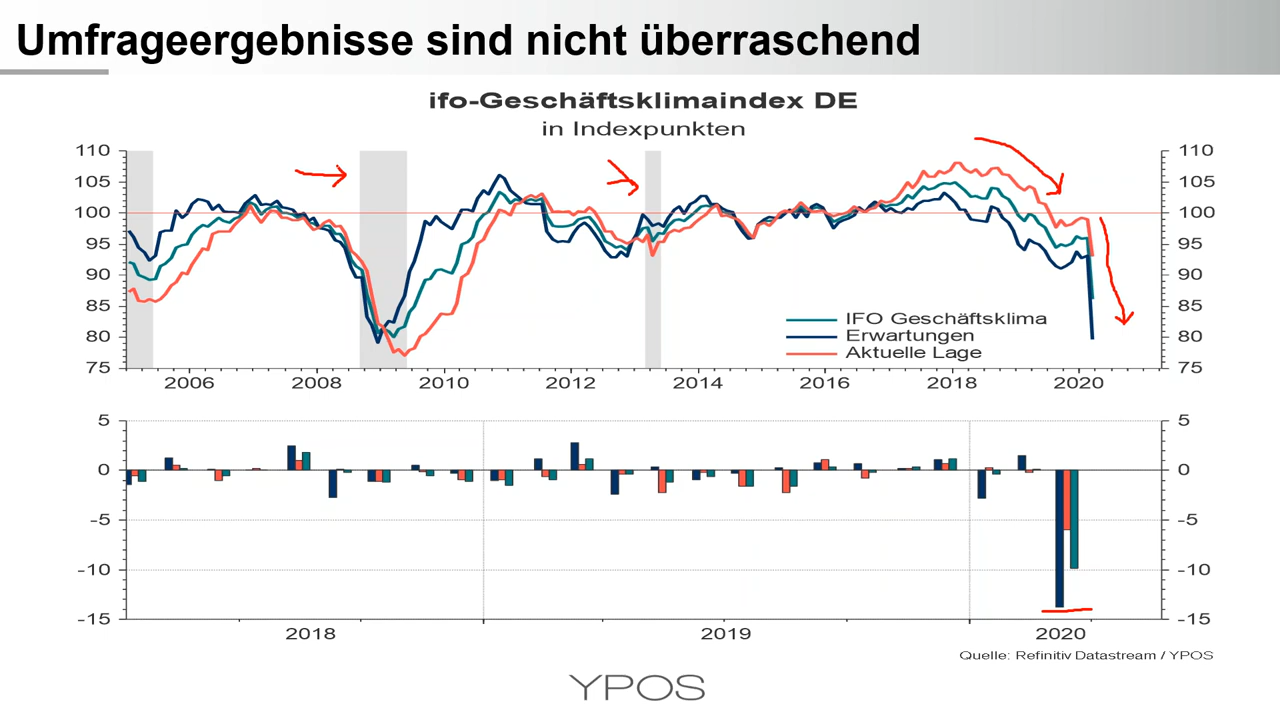 Umfrageergebnisse sind nicht überraschend
ifo-Geschäftsklimaindex DE
in Indexpunkten
110 110
105 105
100 100
95 95
90 90
85 85
80 80
75 75
IFO Geschäftsklima
Erwartungen
Aktuelle Lage
2006 2008 2010 2012 2014 2016 2018 2020
5 5
0 0
-5 -5
-10 -10
-15 -15
2018 2019 2020
Quelle: Refinitiv Datastream / YPOS
YPOS